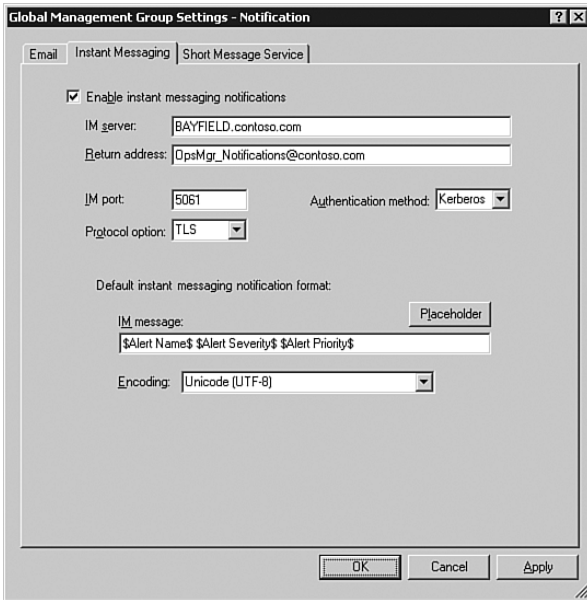 Global Management Group Settings - Notification
Email Instant Messaging Short Message Service
Enable instant messaging notifications
IM server: BAYFIELD.contoso.com
Return address: OpsMgr_Notifications@contoso.com
IM port: 5061 Authentication method: Kerberos
Protocol option: TLS
Default instant messaging notification format:
Placeholder
IM message:
$Alert Name$ $Alert Severity$ $Alert Priority$
Encoding: Unicode (UTF-8)
OK Cancel Apply